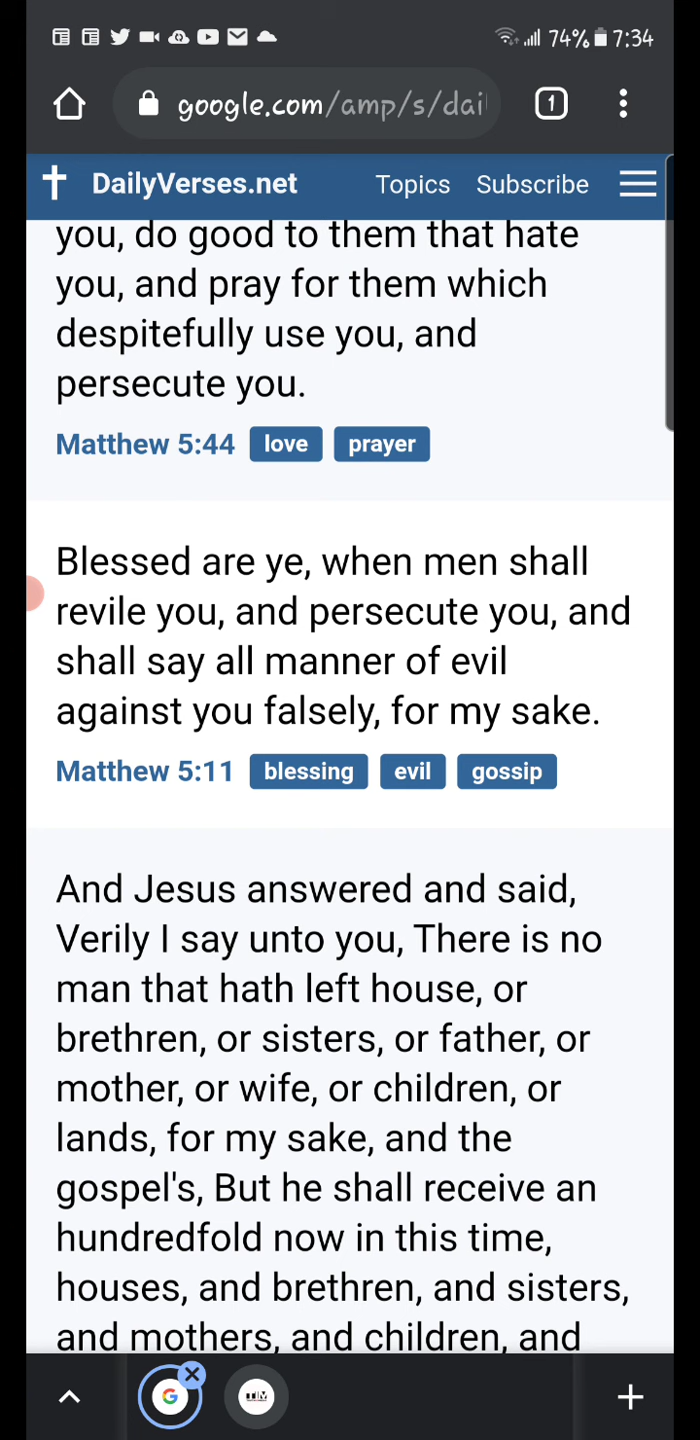 74% 7:34
google.com/amp/s/dai
1
DailyVerses.net Topics Subscribe
you, do good to them that hate
you, and pray for them which
despitefully use you, and
persecute you.
Matthew 5:44 love prayer
Blessed are ye, when men shall
revile you, and persecute you, and
shall say all manner of evil
against you falsely, for my sake.
Matthew 5:11 blessing evil gossip
And Jesus answered and said,
Verily I say unto you, There is no
man that hath left house, or
brethren, or sisters, or father, or
mother, or wife, or children, or
lands, for my sake, and the
gospel's, But he shall receive an
hundredfold now in this time,
houses, and brethren, and sisters,
and mothers, and children, and
G